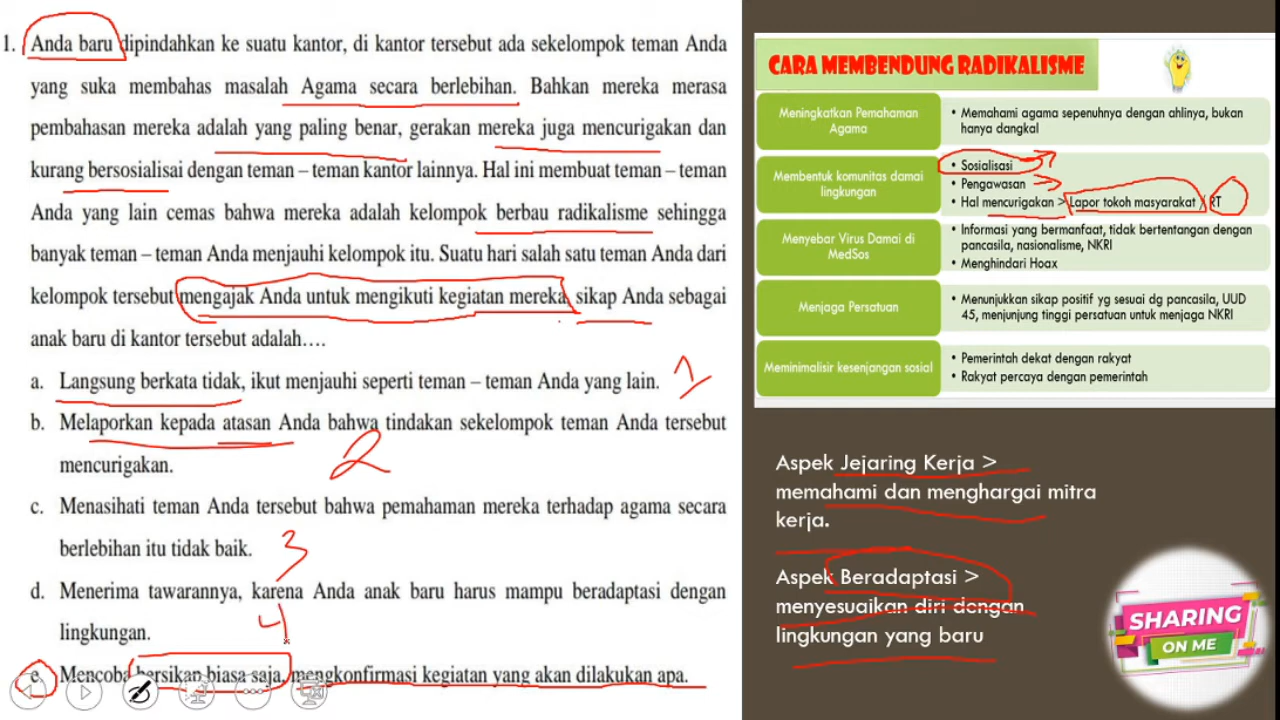 1. Anda baru dipindahkan ke suatu kantor, di kantor tersebut ada sekelompok teman Anda
yang suka membahas masalah Agama secara berlebihan. Bahkan mereka merasa
pembahasan mereka adalah yang paling benar, gerakan mereka juga mencurigakan dan
kurang bersosialisai dengan teman – teman kantor lainnya. Hal ini membuat teman – teman
Anda yang lain cemas bahwa mereka adalah kelompok berbau radikalisme sehingga
banyak teman – teman Anda menjauhi kelompok itu. Suatu hari salah satu teman Anda dari
kelompok tersebut mengajak Anda untuk mengikuti kegiatan mereka, sikap Anda sebagai
anak baru di kantor tersebut adalah….
a. Langsung berkata tidak, ikut menjauhi seperti teman – teman Anda yang lain. 1
b. Melaporkan kepada atasan Anda bahwa tindakan sekelompok teman Anda tersebut
mencurigakan. 2
c. Menasihati teman Anda tersebut bahwa pemahaman mereka terhadap agama secara
berlebihan itu tidak baik. 3
d. Menerima tawarannya, karena Anda anak baru harus mampu beradaptasi dengan
lingkungan. 4
e. Mencoba bersikan biasa saja, mengkonfirmasi kegiatan yang akan dilakukan apa.
CARA MEMBENDUNG RADIKALISME
Meningkatkan Pemahaman
Agama
• Memahami agama sepenuhnya dengan ahlinya, bukan
hanya dangkal
Membentuk komunitas damai
lingkungan
• Sosialisasi
• Pengawasan
• Hal mencurigakan > Lapor tokoh masyarakat / RT
Menyebar Virus Damai di
MedSos
• Informasi yang bermanfaat, tidak bertentangan dengan
pancasila, nasionalisme, NKRI
• Menghindari Hoax
Menjaga Persatuan
• Menunjukkan sikap positif yg sesuai dg pancasila, UUD
45, menjunjung tinggi persatuan untuk menjaga NKRI
Meminimalisir kesenjangan sosial
• Pemerintah dekat dengan rakyat
• Rakyat percaya dengan pemerintah
Aspek Jejaring Kerja >
memahami dan menghargai mitra
kerja.
Aspek Beradaptasi >
menyesuaikan diri dengan
lingkungan yang baru
SHARING
ON ME